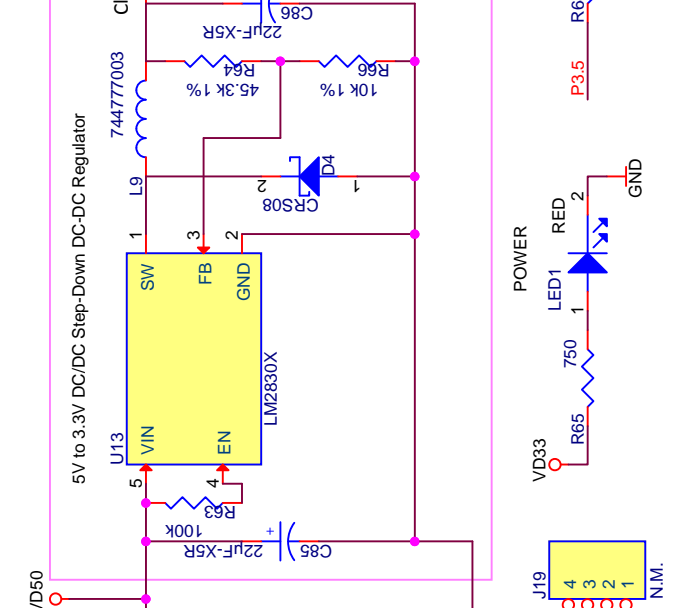 C86
22µF-X5R
R64
45.3k 1%
R66
10k 1%
744777003
L9
5V to 3.3V DC/DC Step-Down DC-DC Regulator
D4
2
1
CRS08
1
3
2
SW
FB
GND
LM2830X
U13
VIN
EN
5
4
R63
100k
+
22µF-X5R
C85
P3.5
GND
2
RED
POWER
LED1
1
750
R65
VD33
J19
4
3
2
1
N.M.